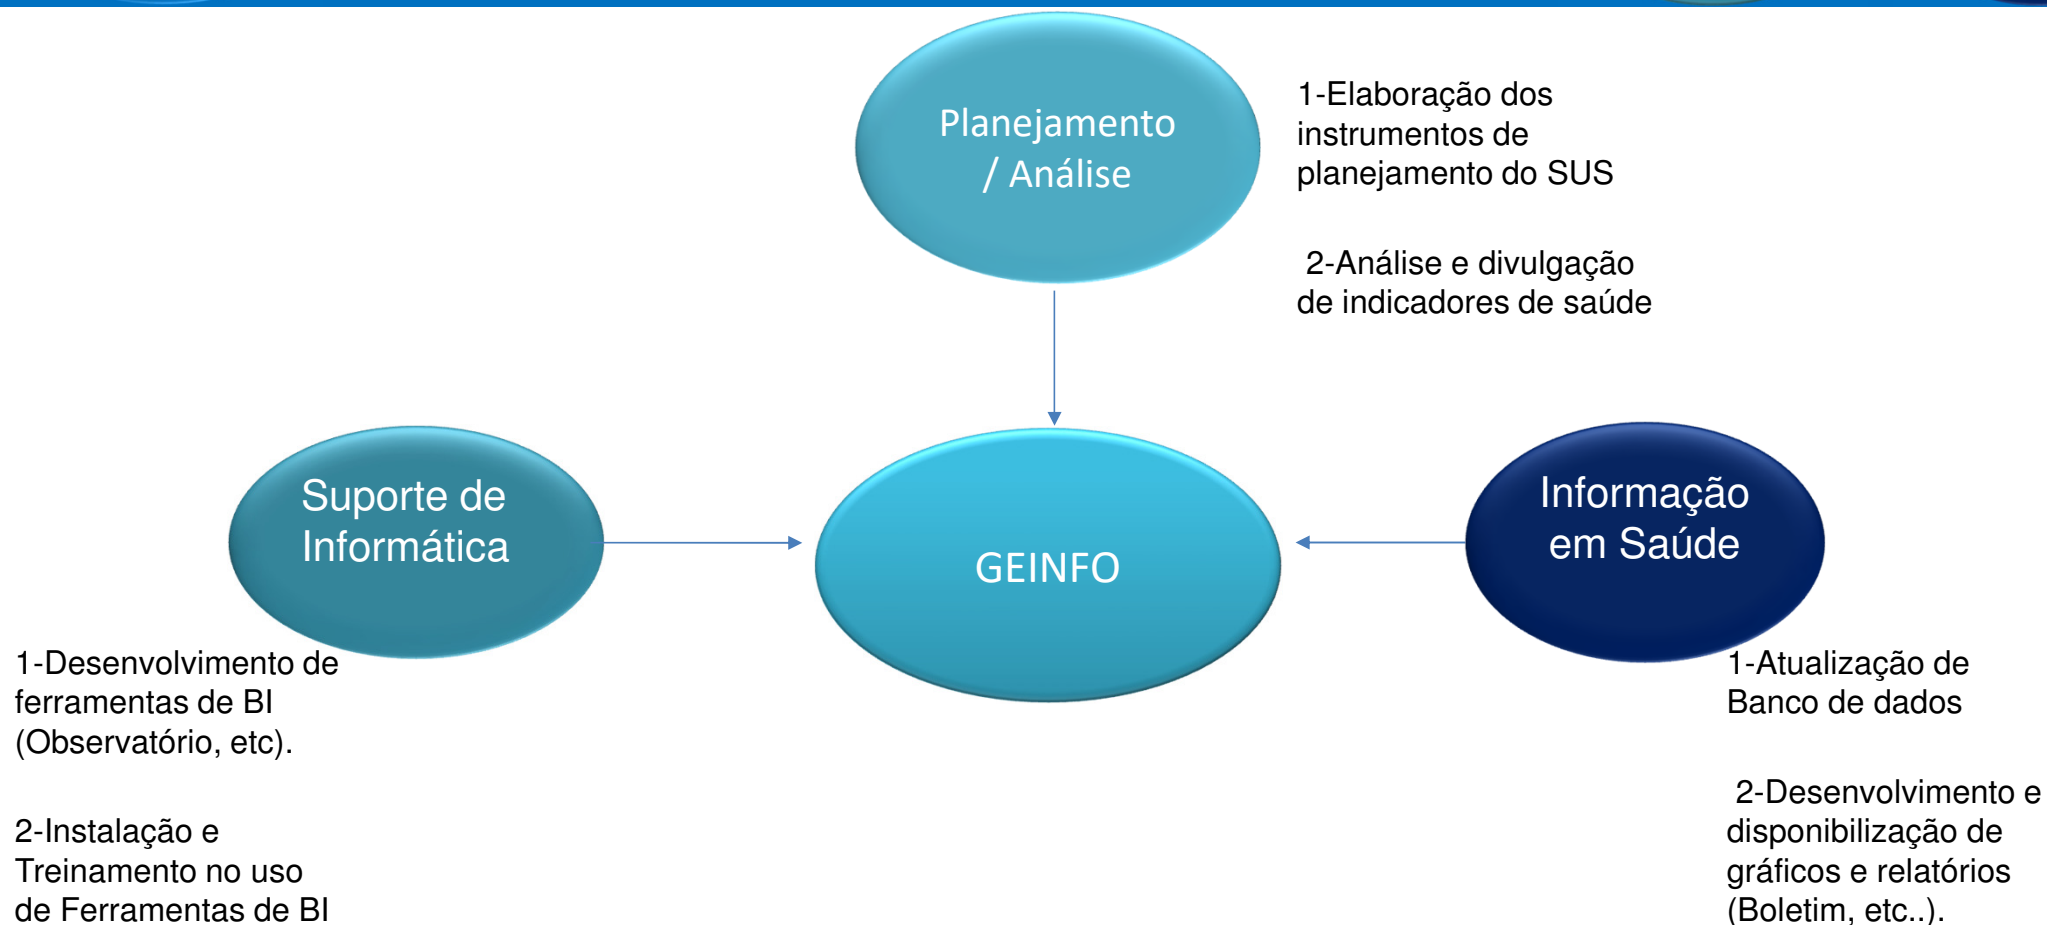 Planejamento
/ Análise
1-Elaboração dos
instrumentos de
planejamento do SUS
2-Análise e divulgação
de indicadores de saúde
Suporte de
Informática
GEINFO
Informação
em Saúde
1-Desenvolvimento de
ferramentas de BI
(Observatório, etc).
2-Instalação e
Treinamento no uso
de Ferramentas de BI
1-Atualização de
Banco de dados
2-Desenvolvimento e
disponibilização de
gráficos e relatórios
(Boletim, etc..).